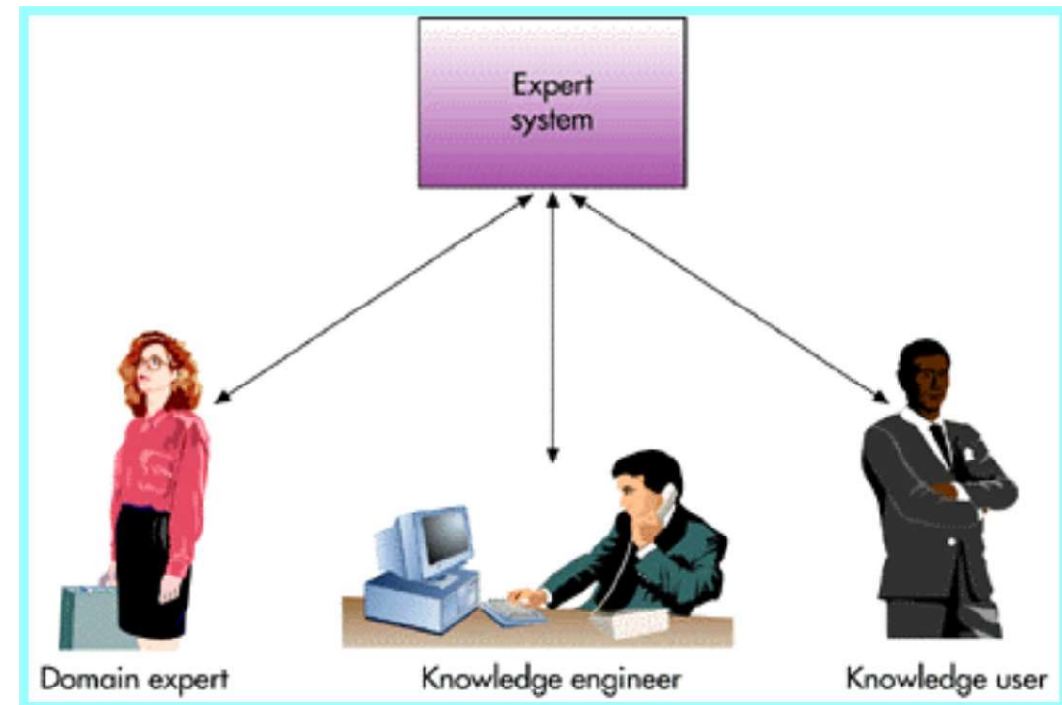 Expert
system
Domain expert
Knowledge engineer
Knowledge user